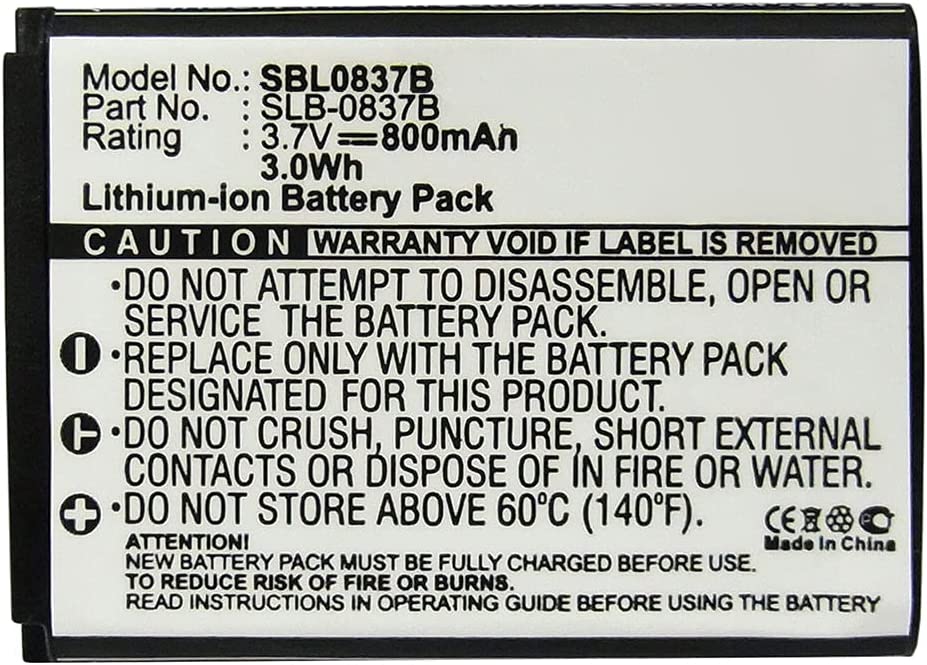 Model No.: SBL0837B
Part No. : SLB-0837B
Rating : 3.7V 800mAh
3.0Wh
Lithium-ion Battery Pack
CAUTION WARRANTY VOID IF LABEL IS REMOVED
•DO NOT ATTEMPT TO DISASSEMBLE, OPEN OR
SERVICE THE BATTERY PACK.
•REPLACE ONLY WITH THE BATTERY PACK
DESIGNATED FOR THIS PRODUCT.
•DO NOT CRUSH, PUNCTURE, SHORT EXTERNAL
CONTACTS OR DISPOSE OF IN FIRE OR WATER.
•DO NOT STORE ABOVE 60ºC (140ºF).
CE
Made In China
ATTENTION!
NEW BATTERY PACK MUST BE FULLY CHARGED BEFORE USE.
TO REDUCE RISK OF FIRE OR BURNS.
READ INSTRUCTIONS IN OPERATING GUIDE BEFORE USING THE BATTERY